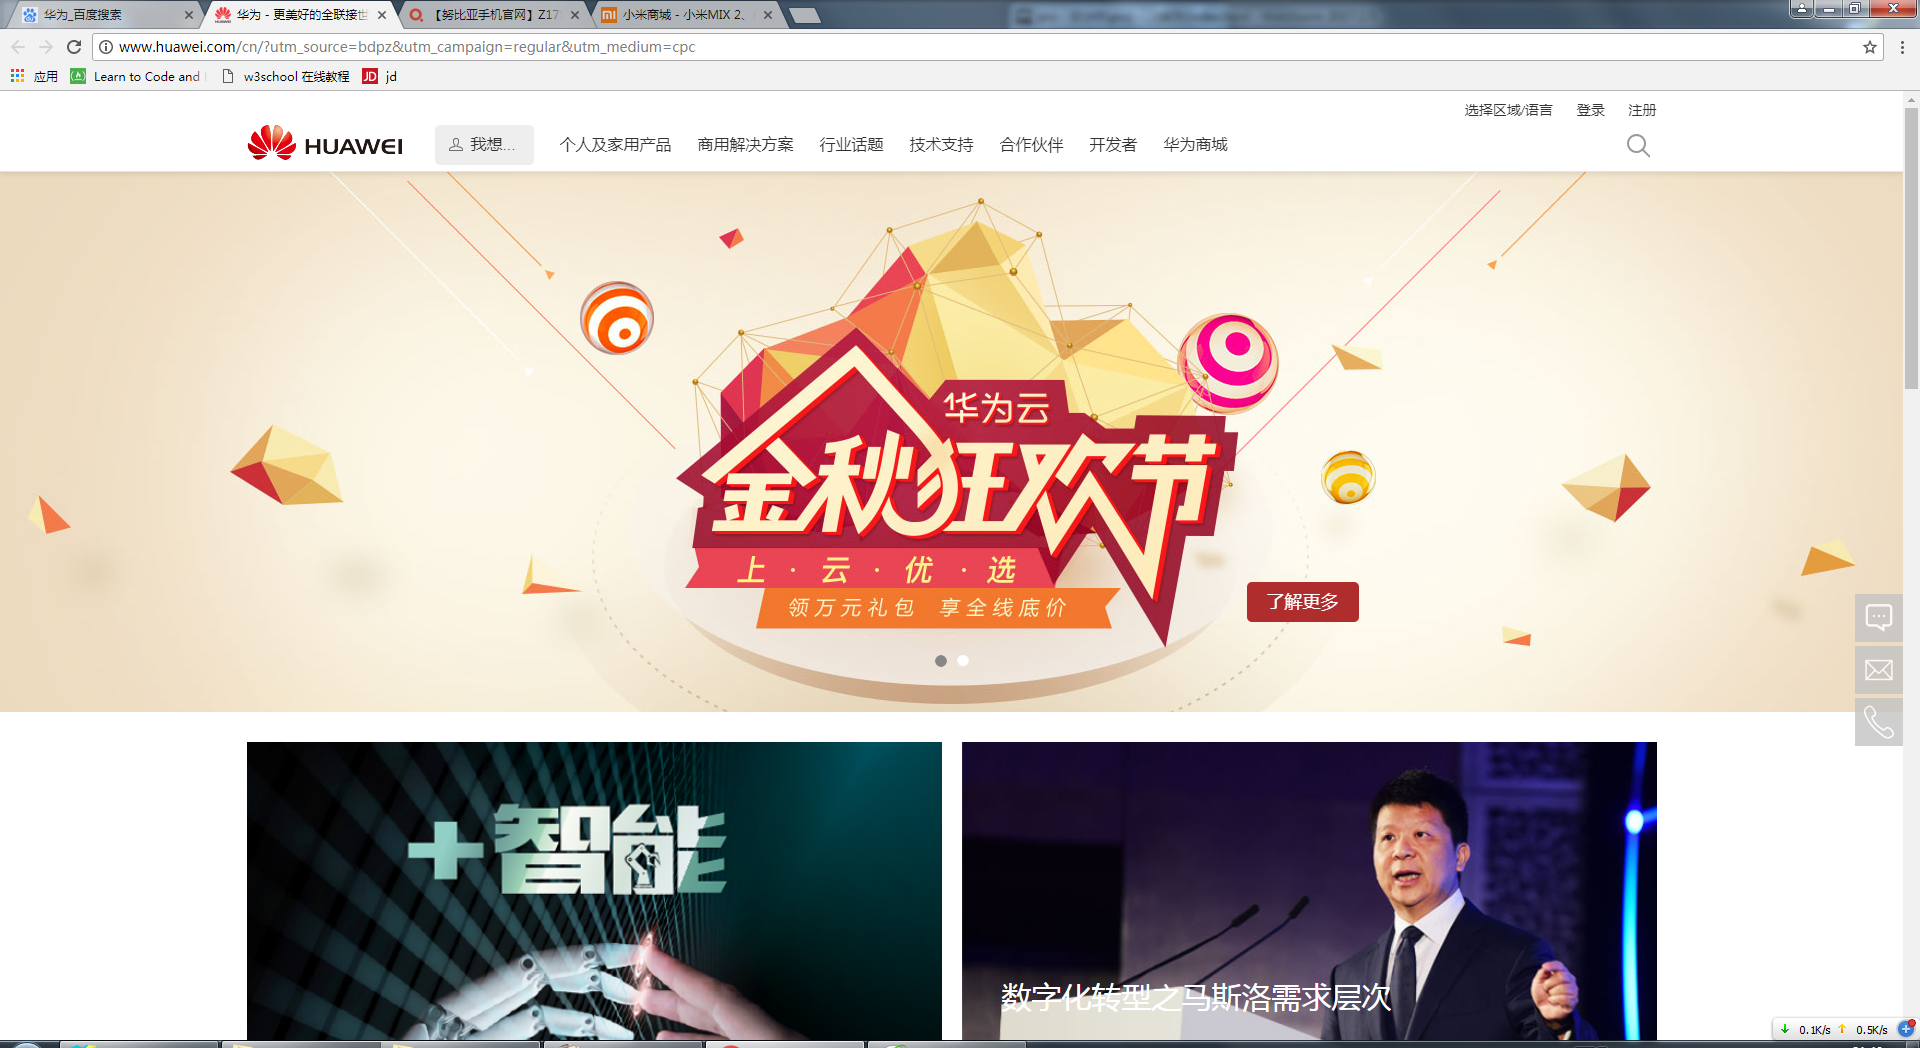 华为_百度搜索
华为 - 更美好的全联接世
【努比亚手机官网】Z17
小米商城 - 小米MIX 2、
www.huawei.com/cn/?utm_source=bdpz&utm_campaign=regular&utm_medium=cpc
应用
Learn to Code and
w3school 在线教程
JD
jd
选择区域/语言
登录
注册
HUAWEI
我想...
个人及家用产品
商用解决方案
行业话题
技术支持
合作伙伴
开发者
华为商城
华为云
金秋狂欢节
上·云·优·选
领万元礼包 享全线底价
了解更多
+智能
数字化转型之马斯洛需求层次
0.1K/s
0.5K/s